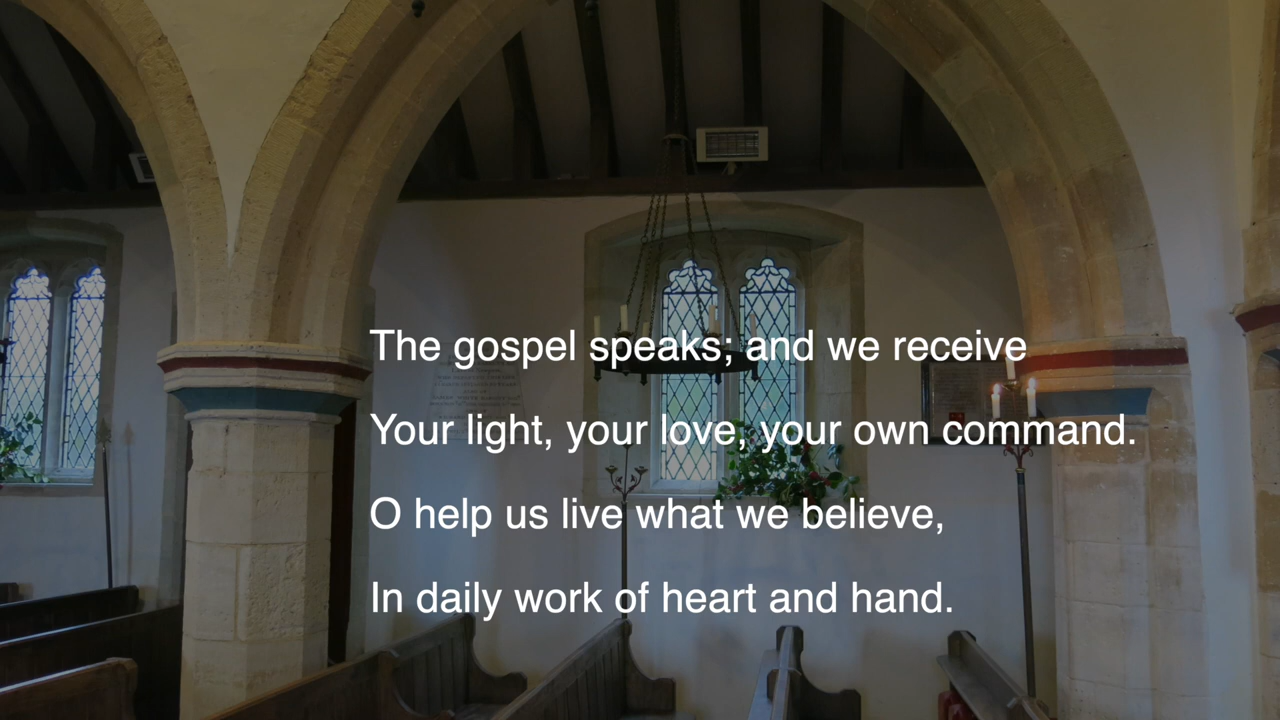 The gospel speaks; and we receive
Your light, your love, your own command.
O help us live what we believe,
In daily work of heart and hand.